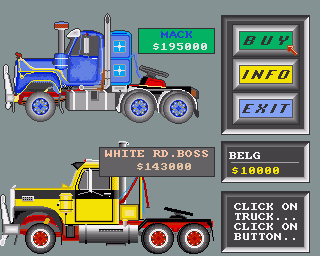 MACK
$195000
BUY
INFO
EXIT
WHITE RD.BOSS
$143000
BELG
$10000
CLICK ON
TRUCK...
CLICK ON
BUTTON..